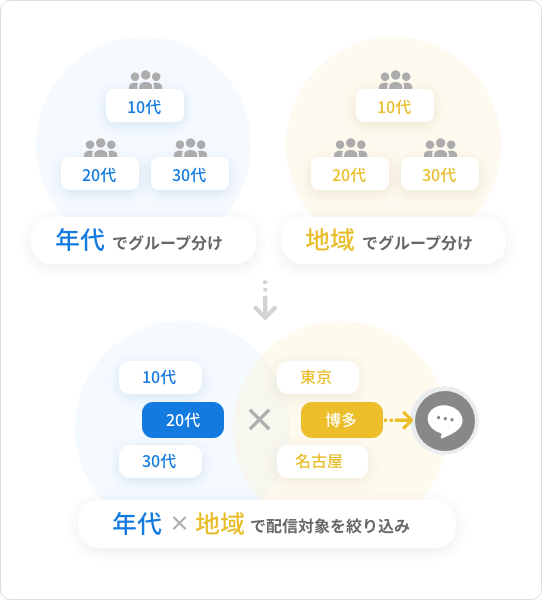 10代
20代
30代
年代 でグループ分け
10代
20代
30代
地域 でグループ分け
10代
20代
30代
×
東京
博多
名古屋
年代 × 地域 で配信対象を絞り込み